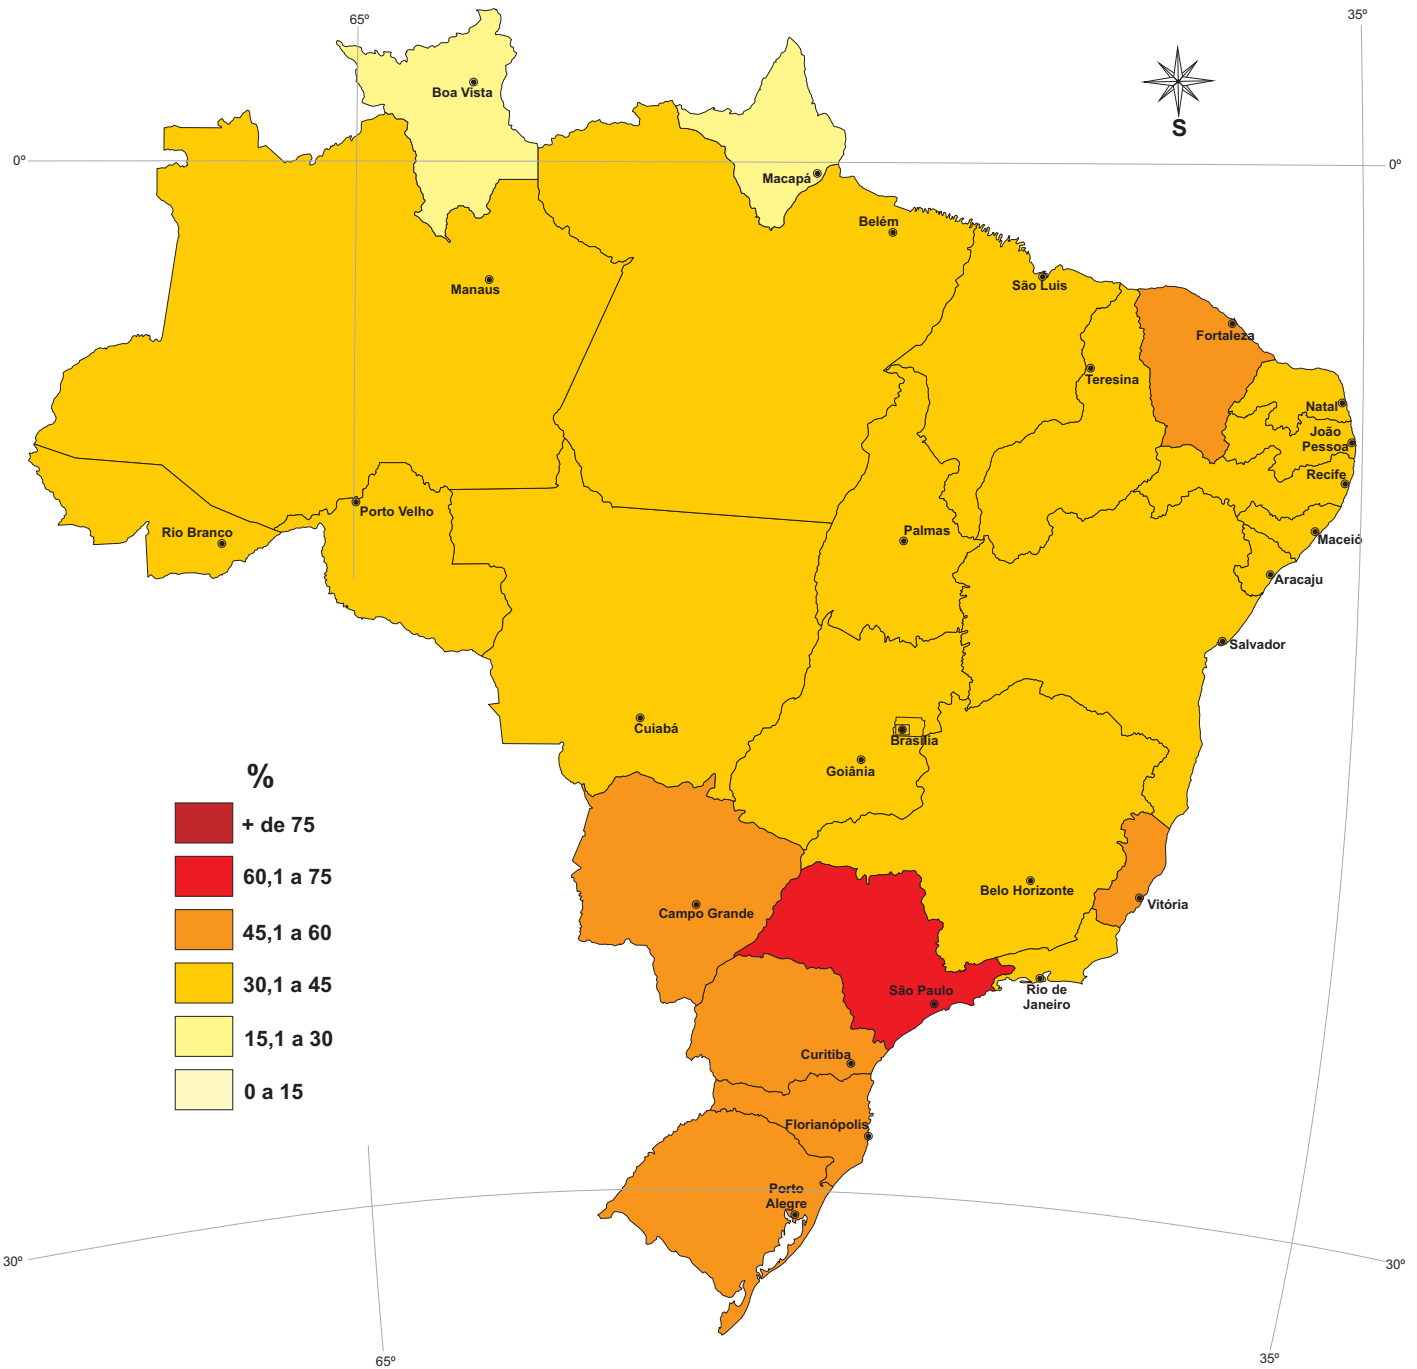 65º
35º
Boa Vista
S
0º
0º
Macapá
Belém
Manaus
São Luis
Fortaleza
Teresina
Natal
João
Pessoa
Recife
Porto Velho
Rio Branco
Palmas
Maceió
Aracaju
Salvador
Cuiabá
Brasília
Goiânia
%
+ de 75
60,1 a 75
45,1 a 60
30,1 a 45
15,1 a 30
0 a 15
Belo Horizonte
Vitória
Campo Grande
São Paulo
Rio de
Janeiro
Curitiba
Florianópolis
Porto
Alegre
30º
30º
65º
35º